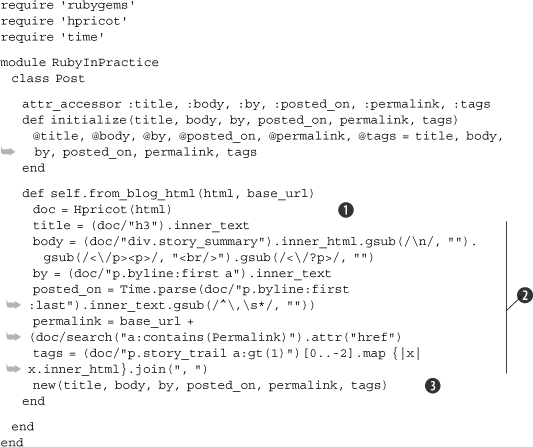 require 'rubygems'
require 'hpricot'
require 'time'
module RubyInPractice
class Post
attr_accessor :title, :body, :by, :posted_on, :permalink, :tags
def initialize(title, body, by, posted_on, permalink, tags)
@title, @body, @by, @posted_on, @permalink, @tags = title, body,
by, posted_on, permalink, tags
end
def self.from_blog_html(html, base_url)
doc = Hpricot(html) 1
title = (doc/"h3").inner_text
body = (doc/"div.story_summary").inner_html.gsub(/\n/, "").
gsub(/<\/p><p>/, "<br/>").gsub(/<\/?p>/, "")
by = (doc/"p.byline:first a").inner_text
posted_on = Time.parse(doc/"p.byline:first
2
:last").inner_text.gsub(/^\,\s*/, ""))
permalink = base_url +
(doc/search("a:contains(Permalink)").attr("href")
tags = (doc/"p.story_trail a:gt(1)")[0..-2].map {|x|
x.inner_html}.join(", ")
new(title, body, by, posted_on, permalink, tags) 3
end
end
end